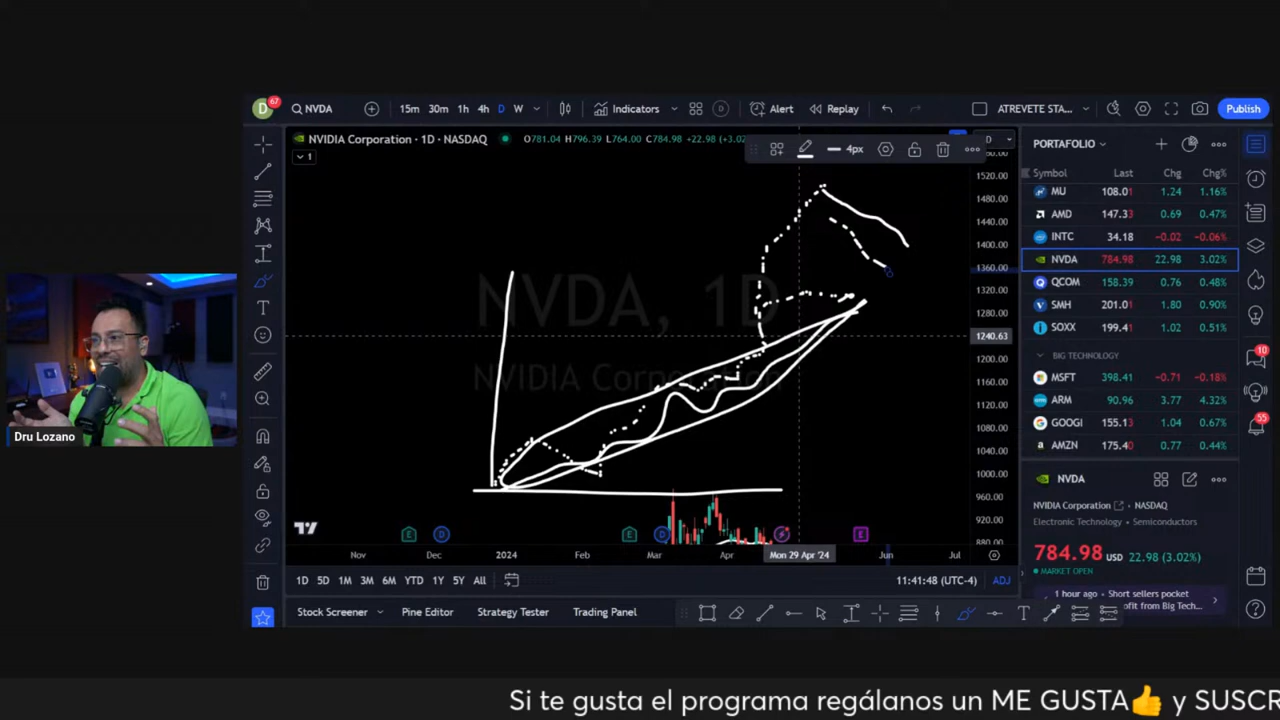 D
67
NVDA
15m 30m 1h 4h D W
Indicators
Alert
Replay
ATREVETE STA...
Publish
NVIDIA Corporation · 1D · NASDAQ
O781.04 H796.39 L764.00 C784.98 +22.98
1
4px
NVDA, 1D
1520.00
1480.00
1440.00
1400.00
1360.00
1320.00
1280.00
1240.63
1200.00
1160.00
1120.00
1080.00
1040.00
1000.00
960.00
920.00
880.00
PORTAFOLIO
Symbol Last Chg Chg%
MU 108.01 1.24 1.16%
AMD 147.33 0.69 0.47%
INTC 34.18 -0.02 -0.06%
NVDA 784.98 22.98 3.02%
QCOM 158.39 0.76 0.48%
SMH 201.01 1.80 0.90%
SOXX 199.41 1.02 0.51%
BIG TECHNOLOGY
MSFT 398.41 -0.71 -0.18%
ARM 90.96 3.77 4.32%
GOOGL 155.13 1.04 0.67%
AMZN 175.40 0.77 0.44%
10
55
NVDA
NVIDIA Corporation NASDAQ
Electronic Technology • Semiconductors
784.98 USD 22.98 (3.02%)
MARKET OPEN
1 hour ago • Short sellers pocket
ofit from Big Tech...
Dru Lozano
E D E D E
Nov Dec 2024 Feb Mar Apr Mon 29 Apr '24 Jun Jul
1D 5D 1M 3M 6M YTD 1Y 5Y All
11:41:48 (UTC-4) ADJ
Stock Screener Pine Editor Strategy Tester Trading Panel
Si te gusta el programa regálanos un ME GUSTA👍 y SUSCR